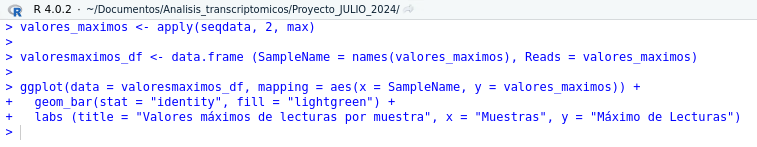 R 4.0.2 · ~/Documentos/Analisis_transcriptomicos/Proyecto_JULIO_2024/
> valores_maximos <- apply(seqdata, 2, max)
>
> valoresmaximos_df <- data.frame (SampleName = names(valores_maximos), Reads = valores_maximos)
>
> ggplot(data = valoresmaximos_df, mapping = aes(x = SampleName, y = valores_maximos)) +
+   geom_bar(stat = "identity", fill = "lightgreen") +
+   labs (title = "Valores máximos de lecturas por muestra", x = "Muestras", y = "Máximo de Lecturas")
>